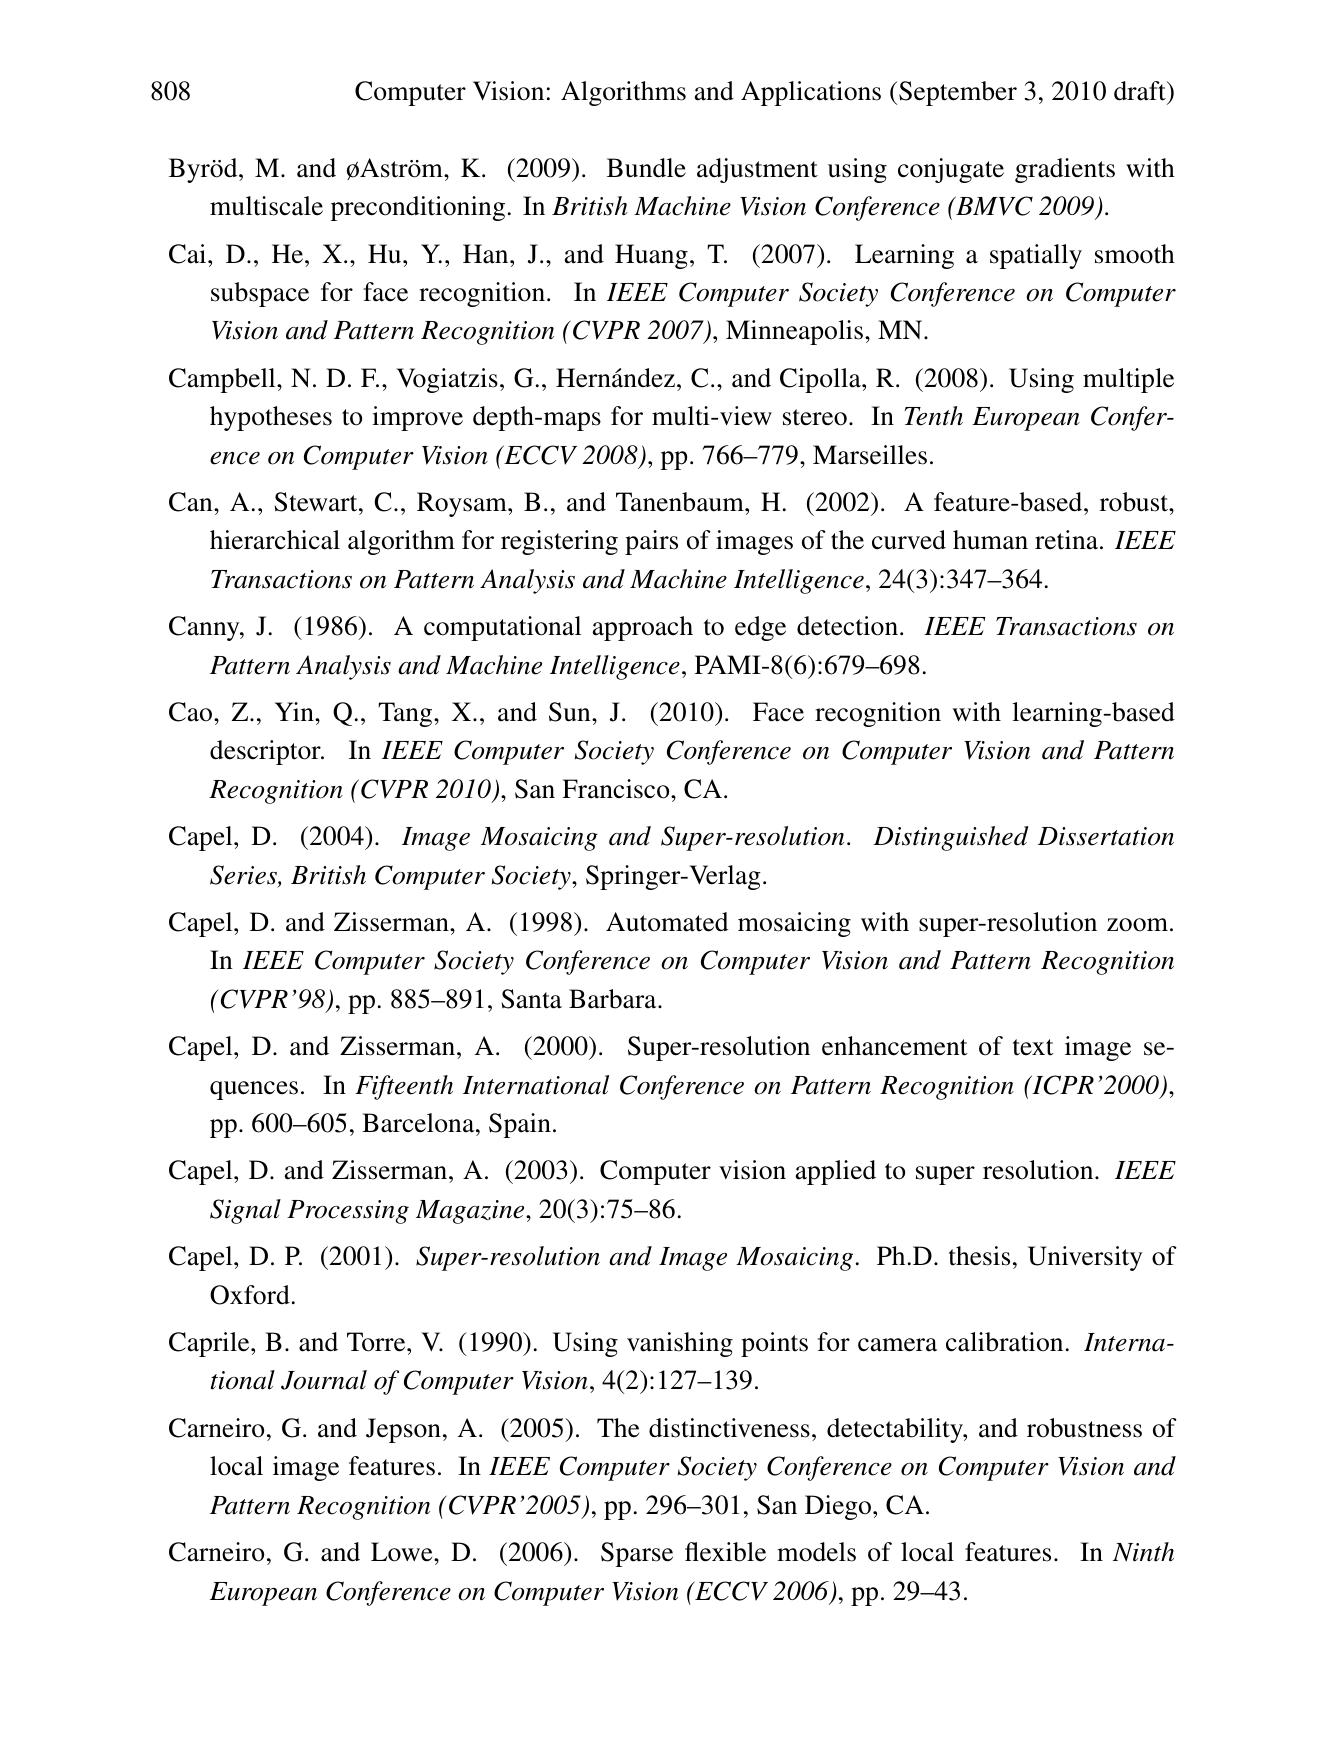 808 Computer Vision: Algorithms and Applications (September 3, 2010 draft)
Byröd, M. and øAström, K. (2009). Bundle adjustment using conjugate gradients with
multiscale preconditioning. In British Machine Vision Conference (BMVC 2009).
Cai, D., He, X., Hu, Y., Han, J., and Huang, T. (2007). Learning a spatially smooth
subspace for face recognition. In IEEE Computer Society Conference on Computer
Vision and Pattern Recognition (CVPR 2007), Minneapolis, MN.
Campbell, N. D. F., Vogiatzis, G., Hernández, C., and Cipolla, R. (2008). Using multiple
hypotheses to improve depth-maps for multi-view stereo. In Tenth European Confer-
ence on Computer Vision (ECCV 2008), pp. 766–779, Marseilles.
Can, A., Stewart, C., Roysam, B., and Tanenbaum, H. (2002). A feature-based, robust,
hierarchical algorithm for registering pairs of images of the curved human retina. IEEE
Transactions on Pattern Analysis and Machine Intelligence, 24(3):347–364.
Canny, J. (1986). A computational approach to edge detection. IEEE Transactions on
Pattern Analysis and Machine Intelligence, PAMI-8(6):679–698.
Cao, Z., Yin, Q., Tang, X., and Sun, J. (2010). Face recognition with learning-based
descriptor. In IEEE Computer Society Conference on Computer Vision and Pattern
Recognition (CVPR 2010), San Francisco, CA.
Capel, D. (2004). Image Mosaicing and Super-resolution. Distinguished Dissertation
Series, British Computer Society, Springer-Verlag.
Capel, D. and Zisserman, A. (1998). Automated mosaicing with super-resolution zoom.
In IEEE Computer Society Conference on Computer Vision and Pattern Recognition
(CVPR'98), pp. 885–891, Santa Barbara.
Capel, D. and Zisserman, A. (2000). Super-resolution enhancement of text image se-
quences. In Fifteenth International Conference on Pattern Recognition (ICPR'2000),
pp. 600–605, Barcelona, Spain.
Capel, D. and Zisserman, A. (2003). Computer vision applied to super resolution. IEEE
Signal Processing Magazine, 20(3):75–86.
Capel, D. P. (2001). Super-resolution and Image Mosaicing. Ph.D. thesis, University of
Oxford.
Caprile, B. and Torre, V. (1990). Using vanishing points for camera calibration. Interna-
tional Journal of Computer Vision, 4(2):127–139.
Carneiro, G. and Jepson, A. (2005). The distinctiveness, detectability, and robustness of
local image features. In IEEE Computer Society Conference on Computer Vision and
Pattern Recognition (CVPR'2005), pp. 296–301, San Diego, CA.
Carneiro, G. and Lowe, D. (2006). Sparse flexible models of local features. In Ninth
European Conference on Computer Vision (ECCV 2006), pp. 29–43.